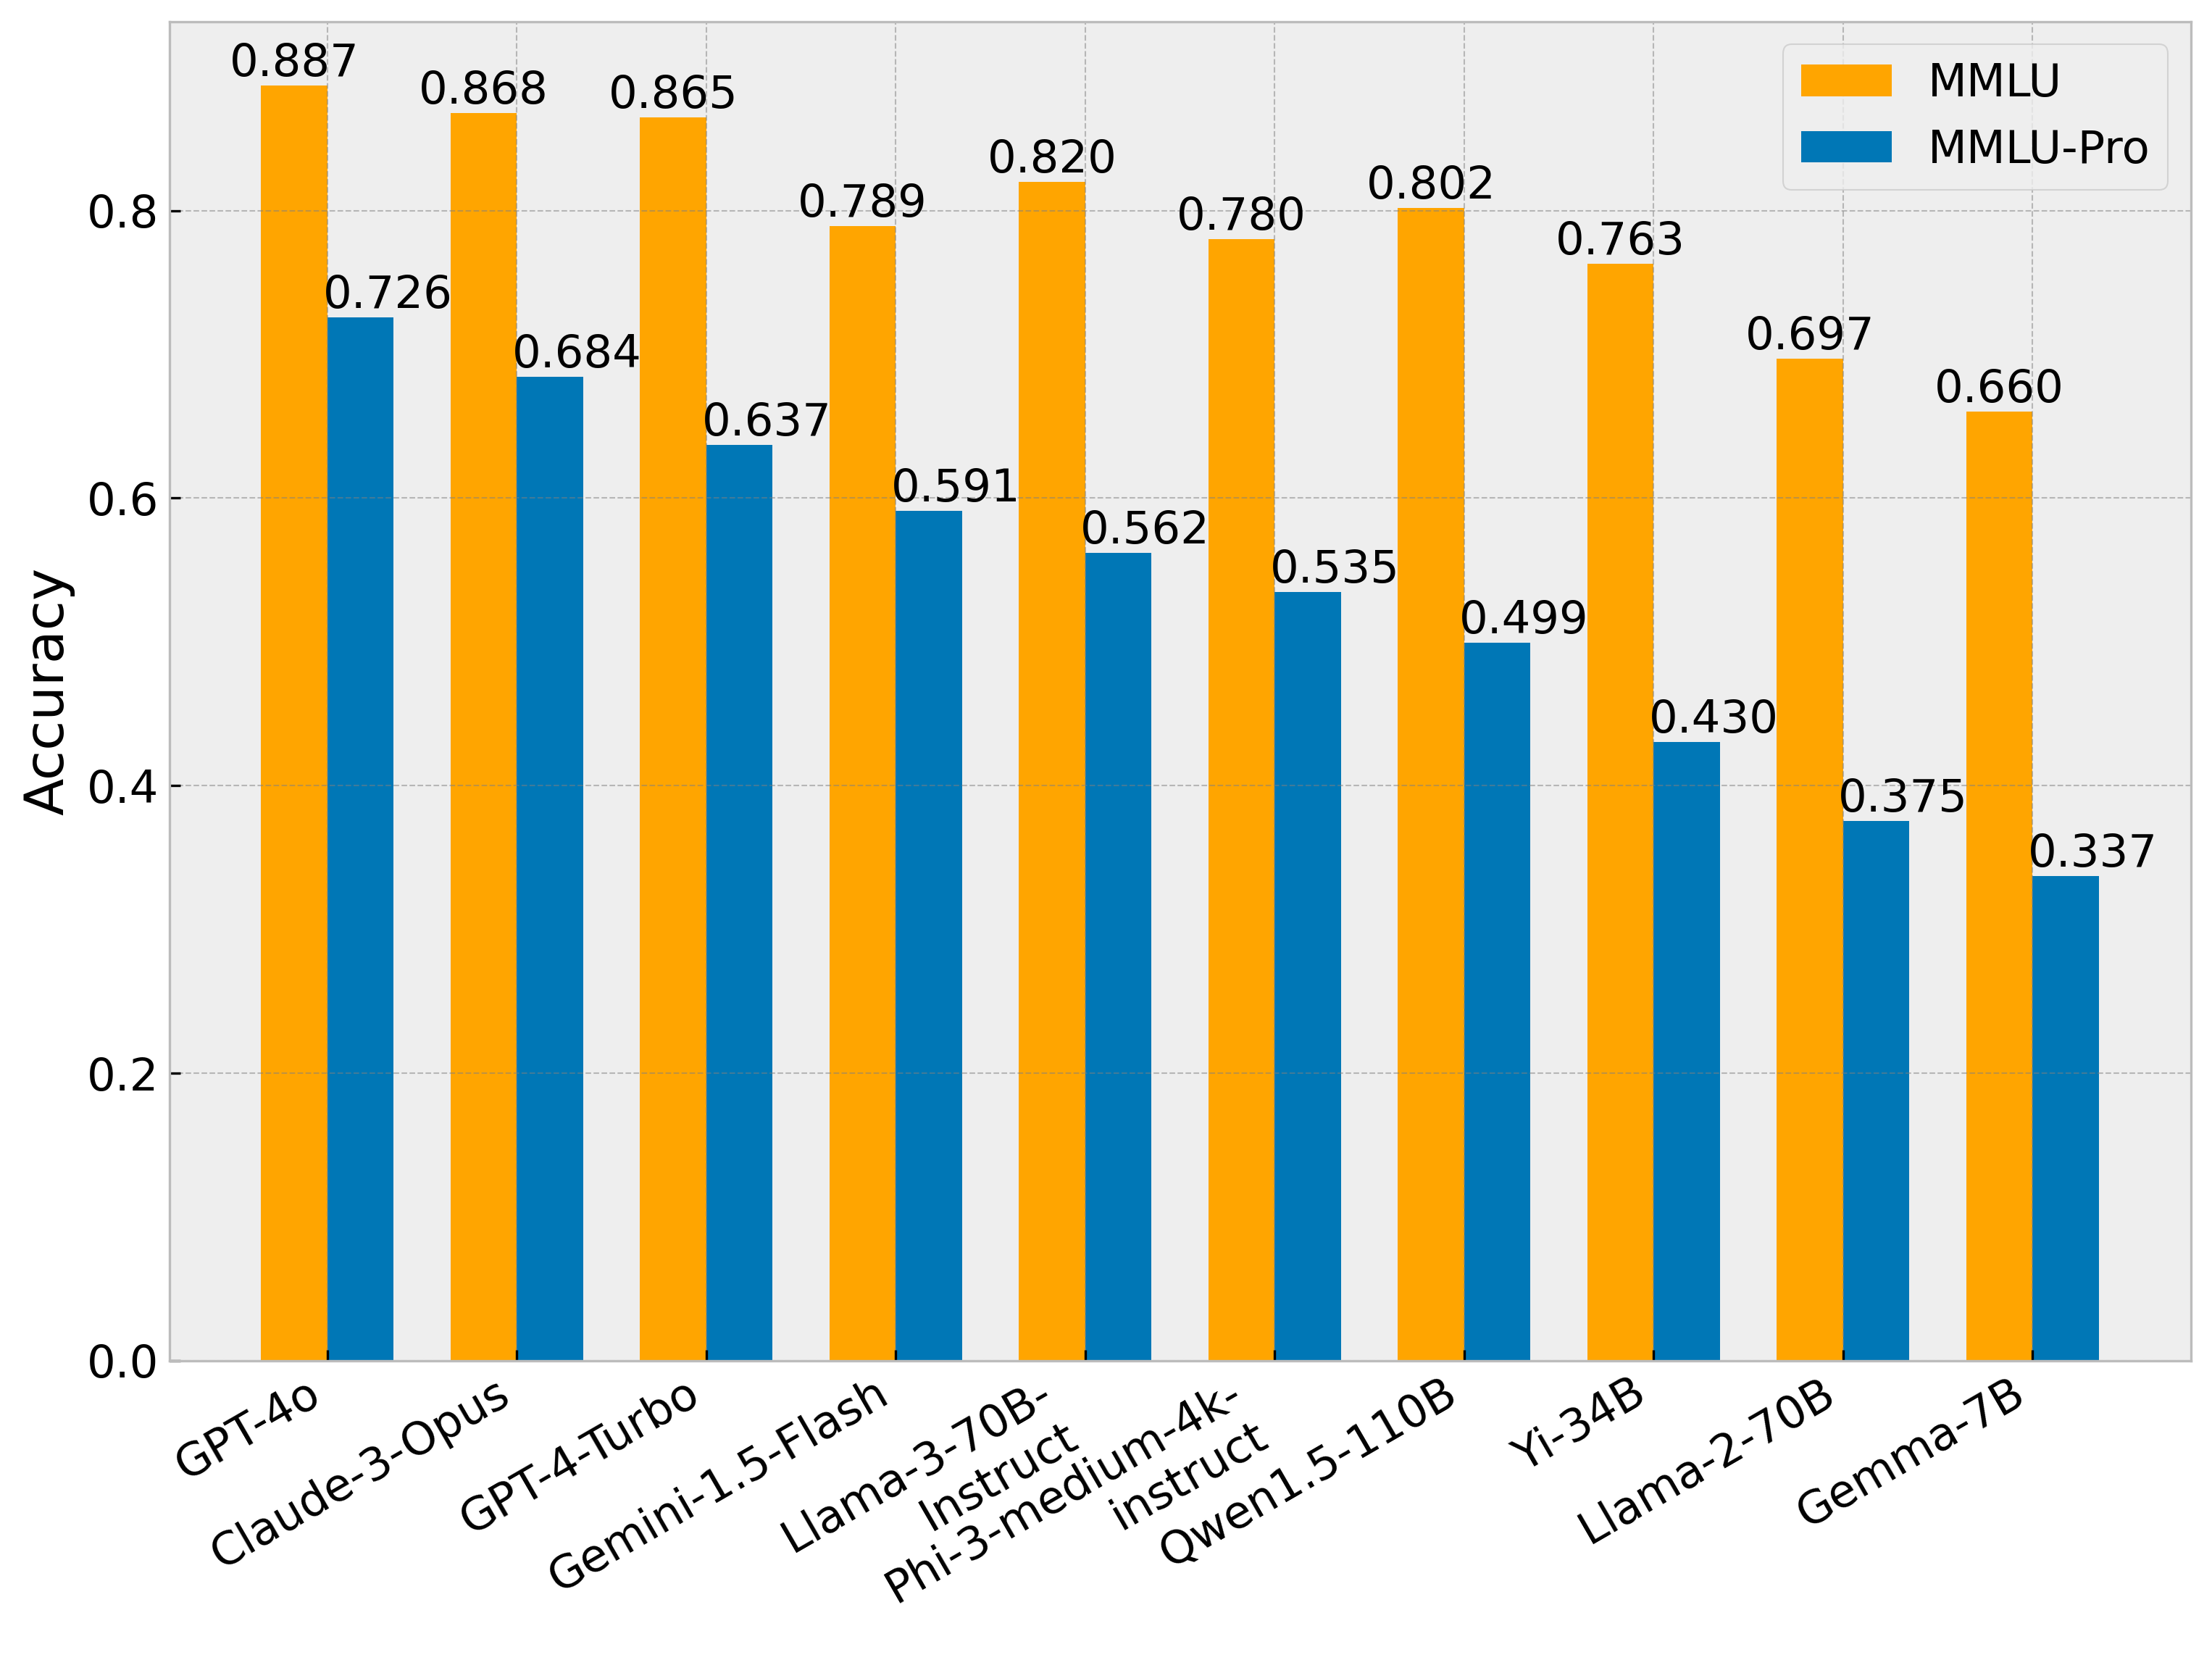 0.887
0.868
0.865
0.789
0.820
0.780
0.802
0.763
0.697
0.660
0.726
0.684
0.637
0.591
0.562
0.535
0.499
0.430
0.375
0.337
MMLU
MMLU-Pro
Accuracy
0.8
0.6
0.4
0.2
0.0
GPT-4o
Claude-3-Opus
GPT-4-Turbo
Gemini-1.5-Flash
Llama-3-70B-
Instruct
Phi-3-medium-4k-
instruct
Qwen1.5-110B
Yi-34B
Llama-2-70B
Gemma-7B